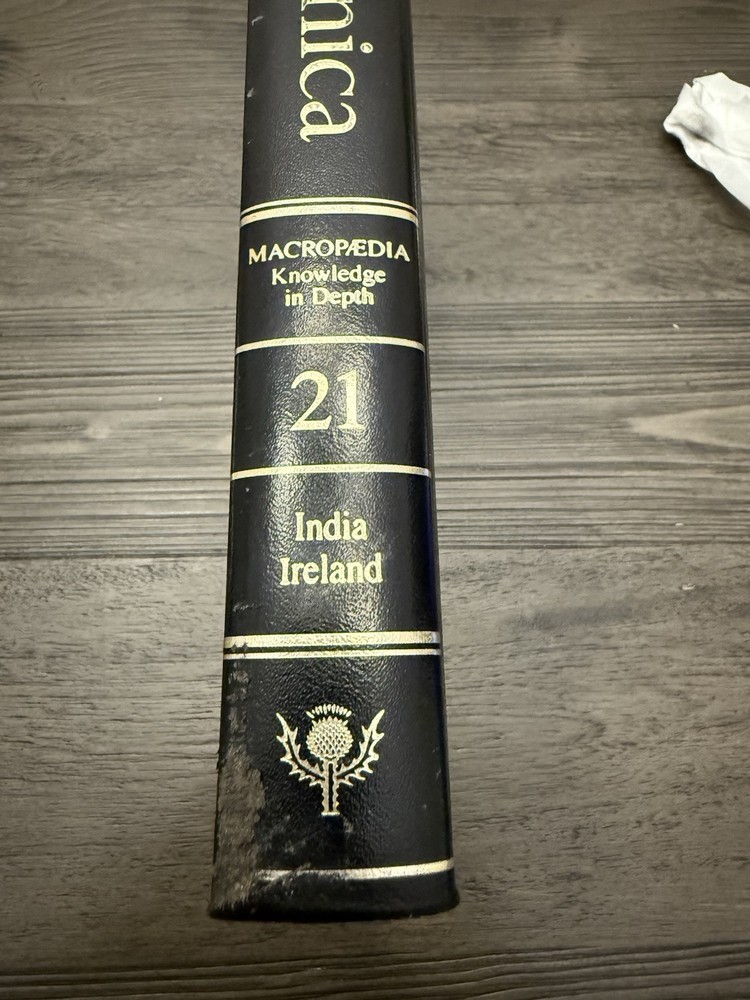 nica
MACROPÆDIA
Knowledge
in Depth
21
India
Ireland